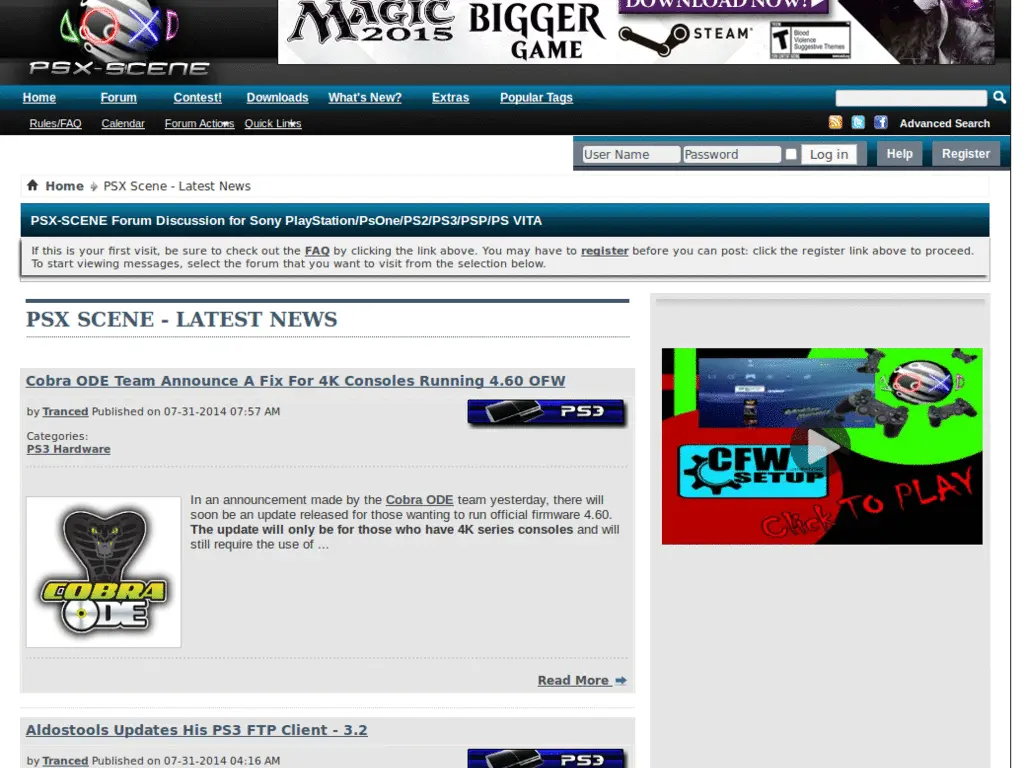 PSX-SCENE
MAGIC 2015
BIGGER GAME
DOWNLOAD NOW!
STEAM
T
Blood
Violence
Suggestive Themes
Home Forum Contest! Downloads What's New? Extras Popular Tags
Rules/FAQ Calendar Forum Actions Quick Links Advanced Search
User Name Password Log in Help Register
Home PSX Scene - Latest News
PSX-SCENE Forum Discussion for Sony PlayStation/PsOne/PS2/PS3/PSP/PS VITA
If this is your first visit, be sure to check out the FAQ by clicking the link above. You may have to register before you can post: click the register link above to proceed.
To start viewing messages, select the forum that you want to visit from the selection below.
PSX SCENE - LATEST NEWS
Cobra ODE Team Announce A Fix For 4K Consoles Running 4.60 OFW
by Tranced Published on 07-31-2014 07:57 AM
PS3
Categories:
PS3 Hardware
In an announcement made by the Cobra ODE team yesterday, there will
soon be an update released for those wanting to run official firmware 4.60.
The update will only be for those who have 4K series consoles and will
still require the use of ...
COBRA
ODE
Read More
CFW
SETUP
Click TO PLAY
Aldostools Updates His PS3 FTP Client - 3.2
by Tranced Published on 07-31-2014 04:16 AM
PS3